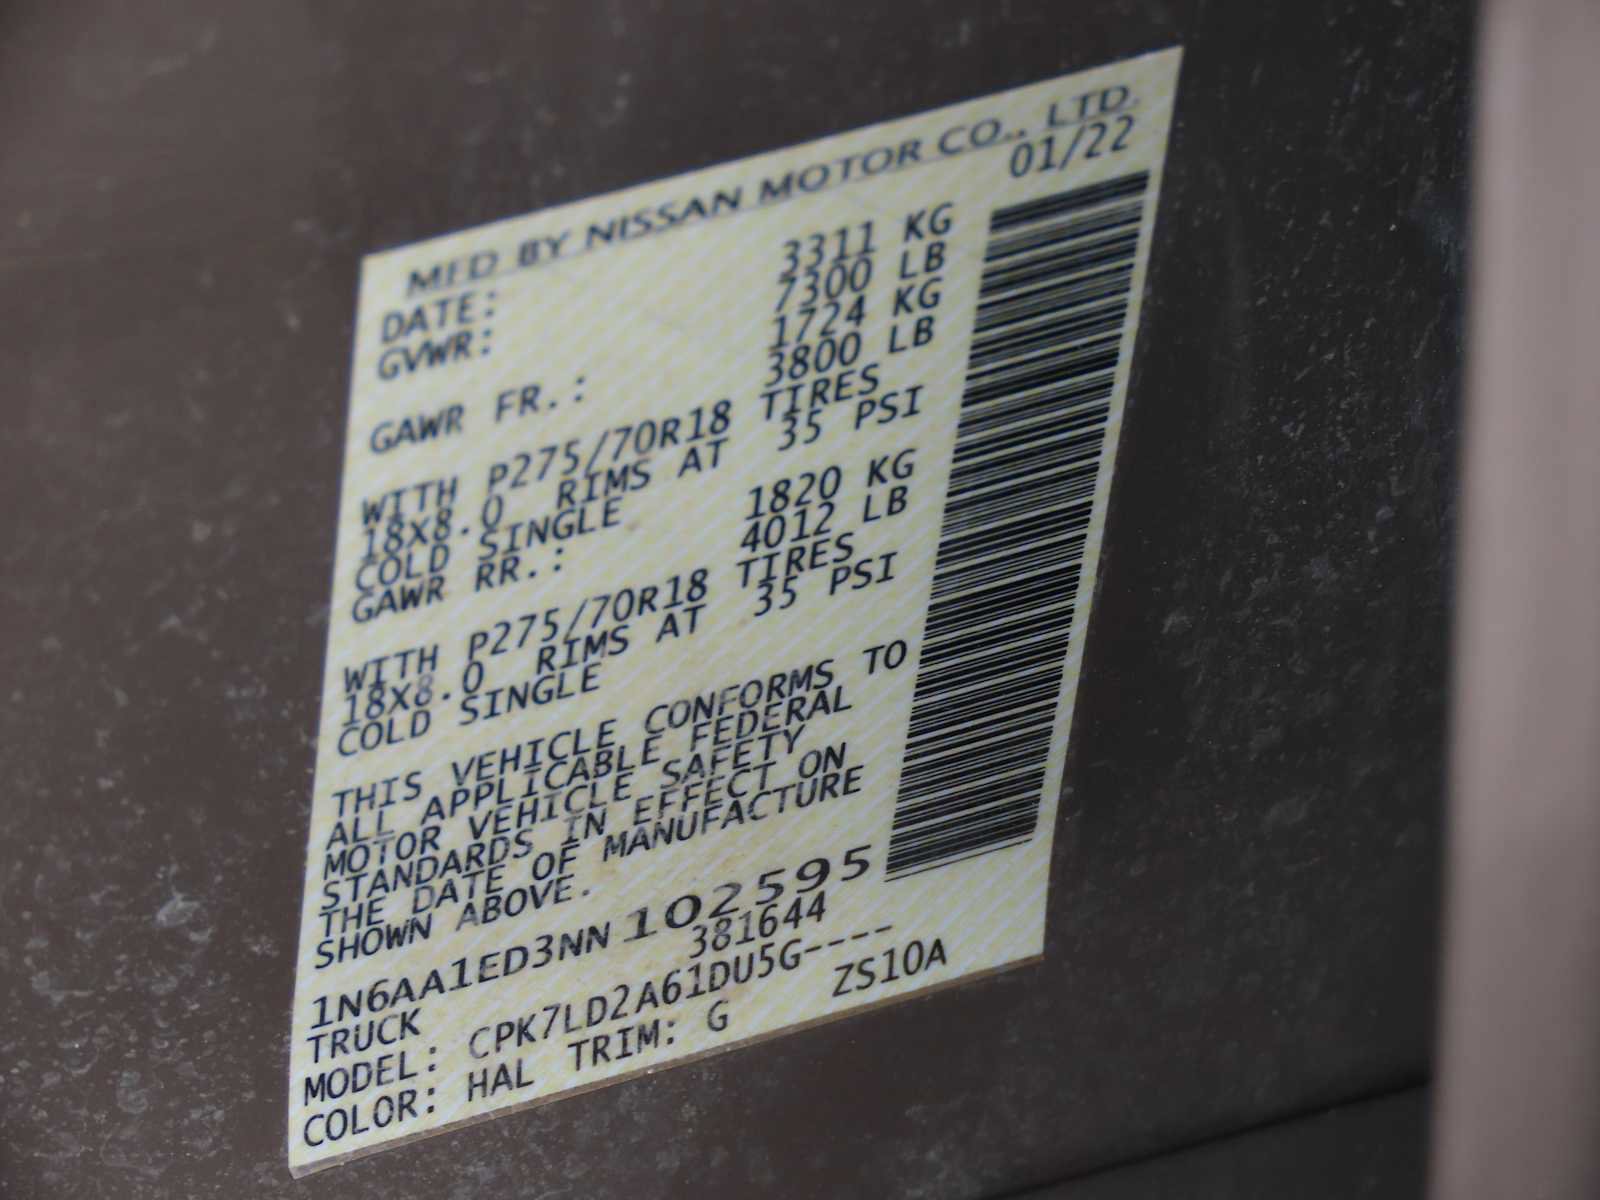 MFD BY NISSAN MOTOR CO., LTD.
DATE: 01/22
GVWR: 3311 KG
7300 LB
GAWR FR.: 1724 KG
3800 LB
WITH P275/70R18 TIRES
18X8.0 RIMS AT 35 PSI
COLD SINGLE
GAWR RR.: 1820 KG
4012 LB
WITH P275/70R18 TIRES
18X8.0 RIMS AT 35 PSI
COLD SINGLE
THIS VEHICLE CONFORMS TO
ALL APPLICABLE FEDERAL
MOTOR VEHICLE SAFETY
STANDARDS IN EFFECT ON
THE DATE OF MANUFACTURE
SHOWN ABOVE.
1N6AA1ED3NN102595
TRUCK 381644
MODEL: CPK7LD2A61DU5G----
COLOR: HAL TRIM: G ZS10A